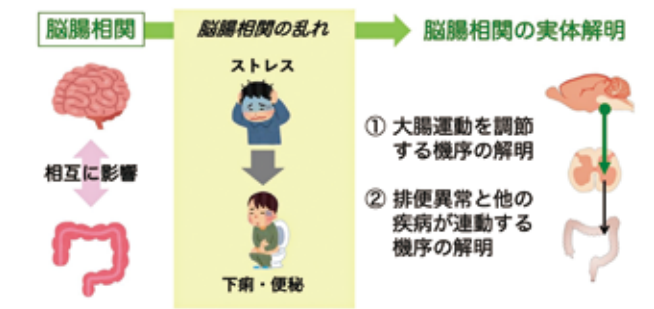 脳腸相関
相互に影響
脳腸相関の乱れ
ストレス
下痢・便秘
脳腸相関の実体解明
① 大腸運動を調節
する機序の解明
② 排便異常と他の
疾病が連動する
機序の解明